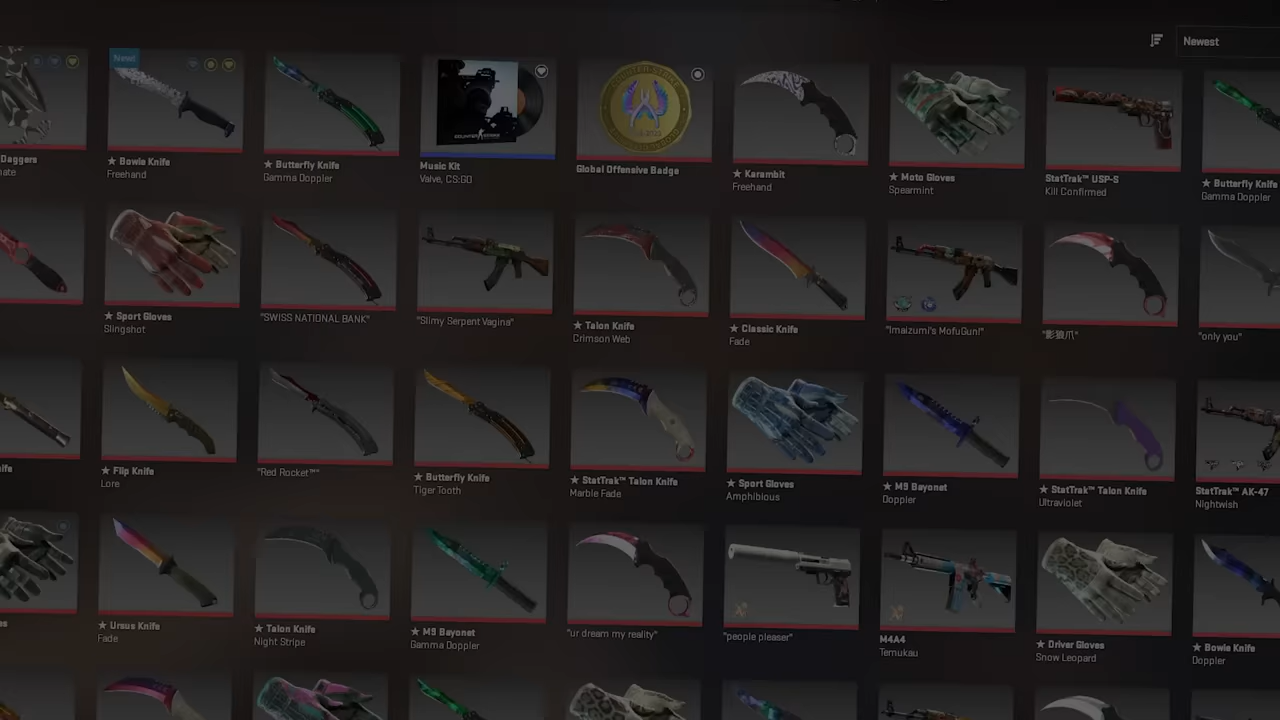 Newest
New!
Daggers
★ Bowie Knife
Freehand
★ Butterfly Knife
Gamma Doppler
COUNTER STRIKE
Music Kit
Valve, CS:GO
COUNTER-STRIKE
Global Offensive Badge
★ Karambit
Freehand
★ Moto Gloves
Spearmint
StatTrak™ USP-S
Kill Confirmed
★ Butterfly Knife
Gamma Doppler
★ Sport Gloves
Slingshot
"SWISS NATIONAL BANK"
"Slimy Serpent Vagina"
★ Talon Knife
Crimson Web
★ Classic Knife
Fade
"Imaizumi's MofuGun!"
"影狼爪"
"only you"
★ Flip Knife
Lore
"Red Rocket™"
★ Butterfly Knife
Tiger Tooth
★ StatTrak™ Talon Knife
Marble Fade
★ Sport Gloves
Amphibious
★ M9 Bayonet
Doppler
★ StatTrak™ Talon Knife
Ultraviolet
StatTrak™ AK-47
Nightwish
★ Ursus Knife
Fade
★ Talon Knife
Night Stripe
★ M9 Bayonet
Gamma Doppler
"ur dream my reality"
"people pleaser"
M4A4
Temukau
★ Driver Gloves
Snow Leopard
★ Bowie Knife
Doppler